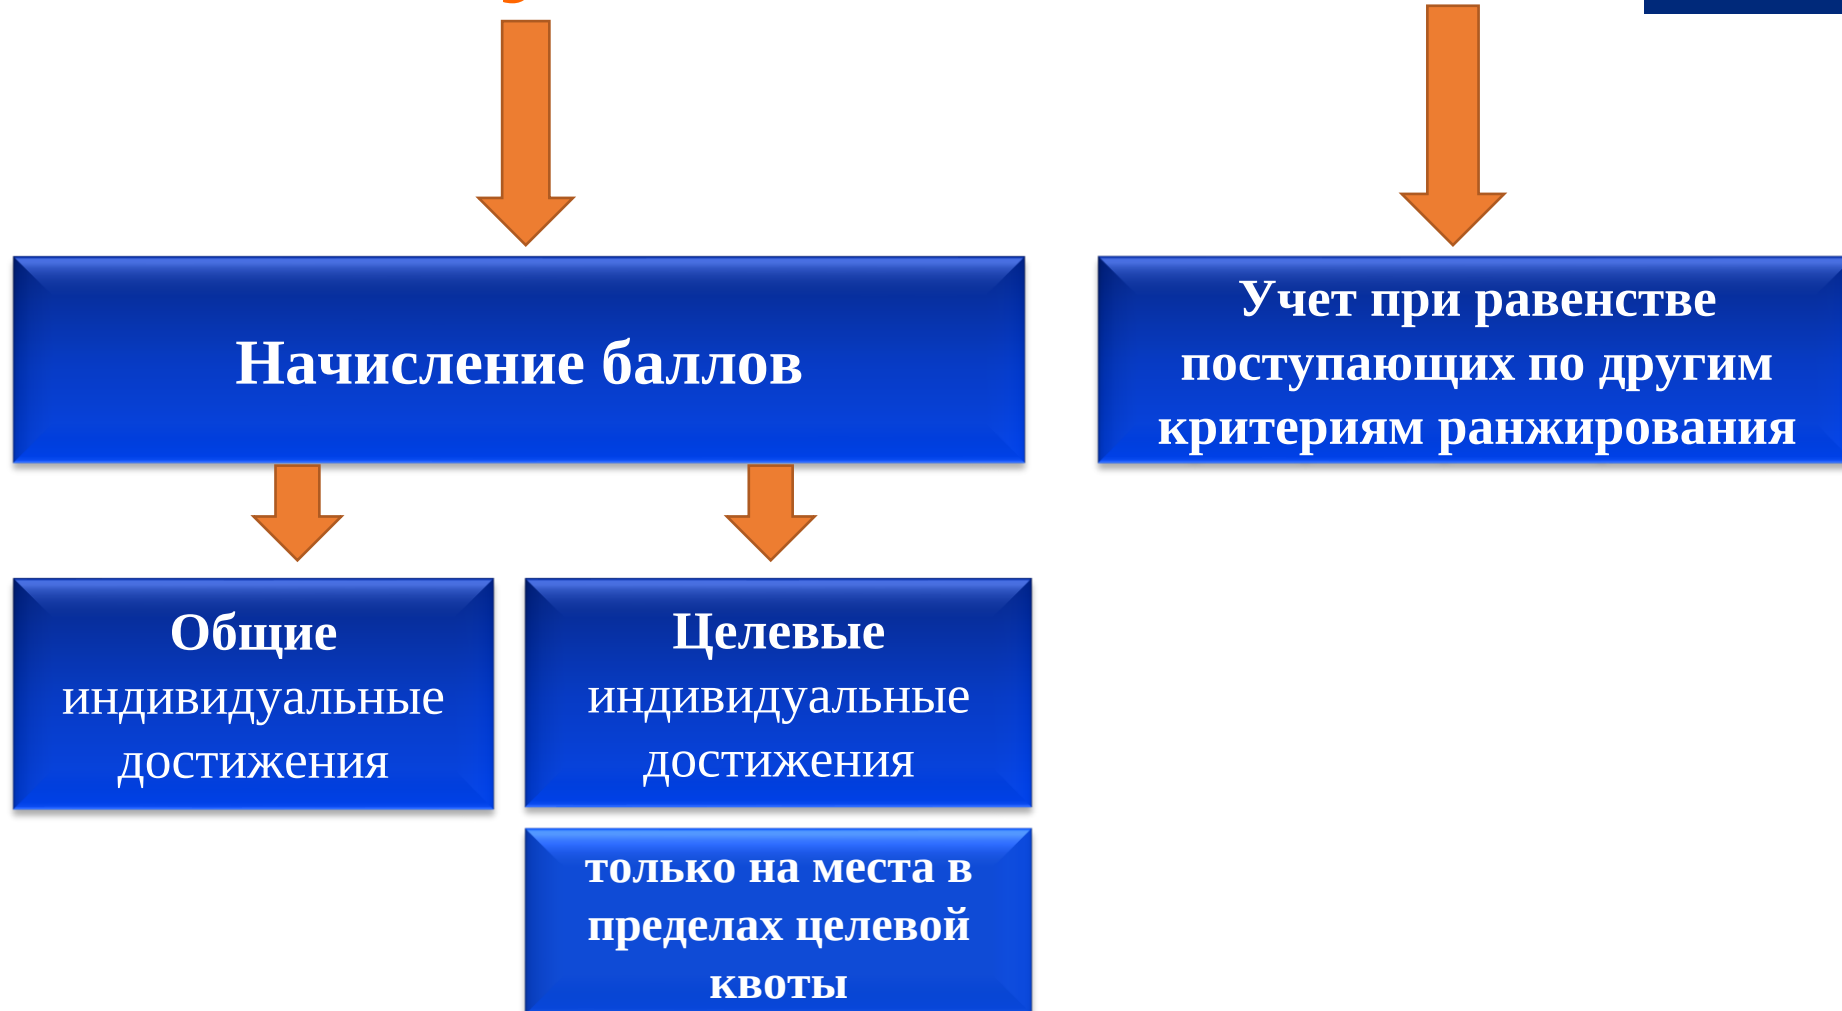 Начисление баллов
Учет при равенстве
поступающих по другим
критериям ранжирования
Общие
индивидуальные
достижения
Целевые
индивидуальные
достижения
только на места в
пределах целевой
квоты